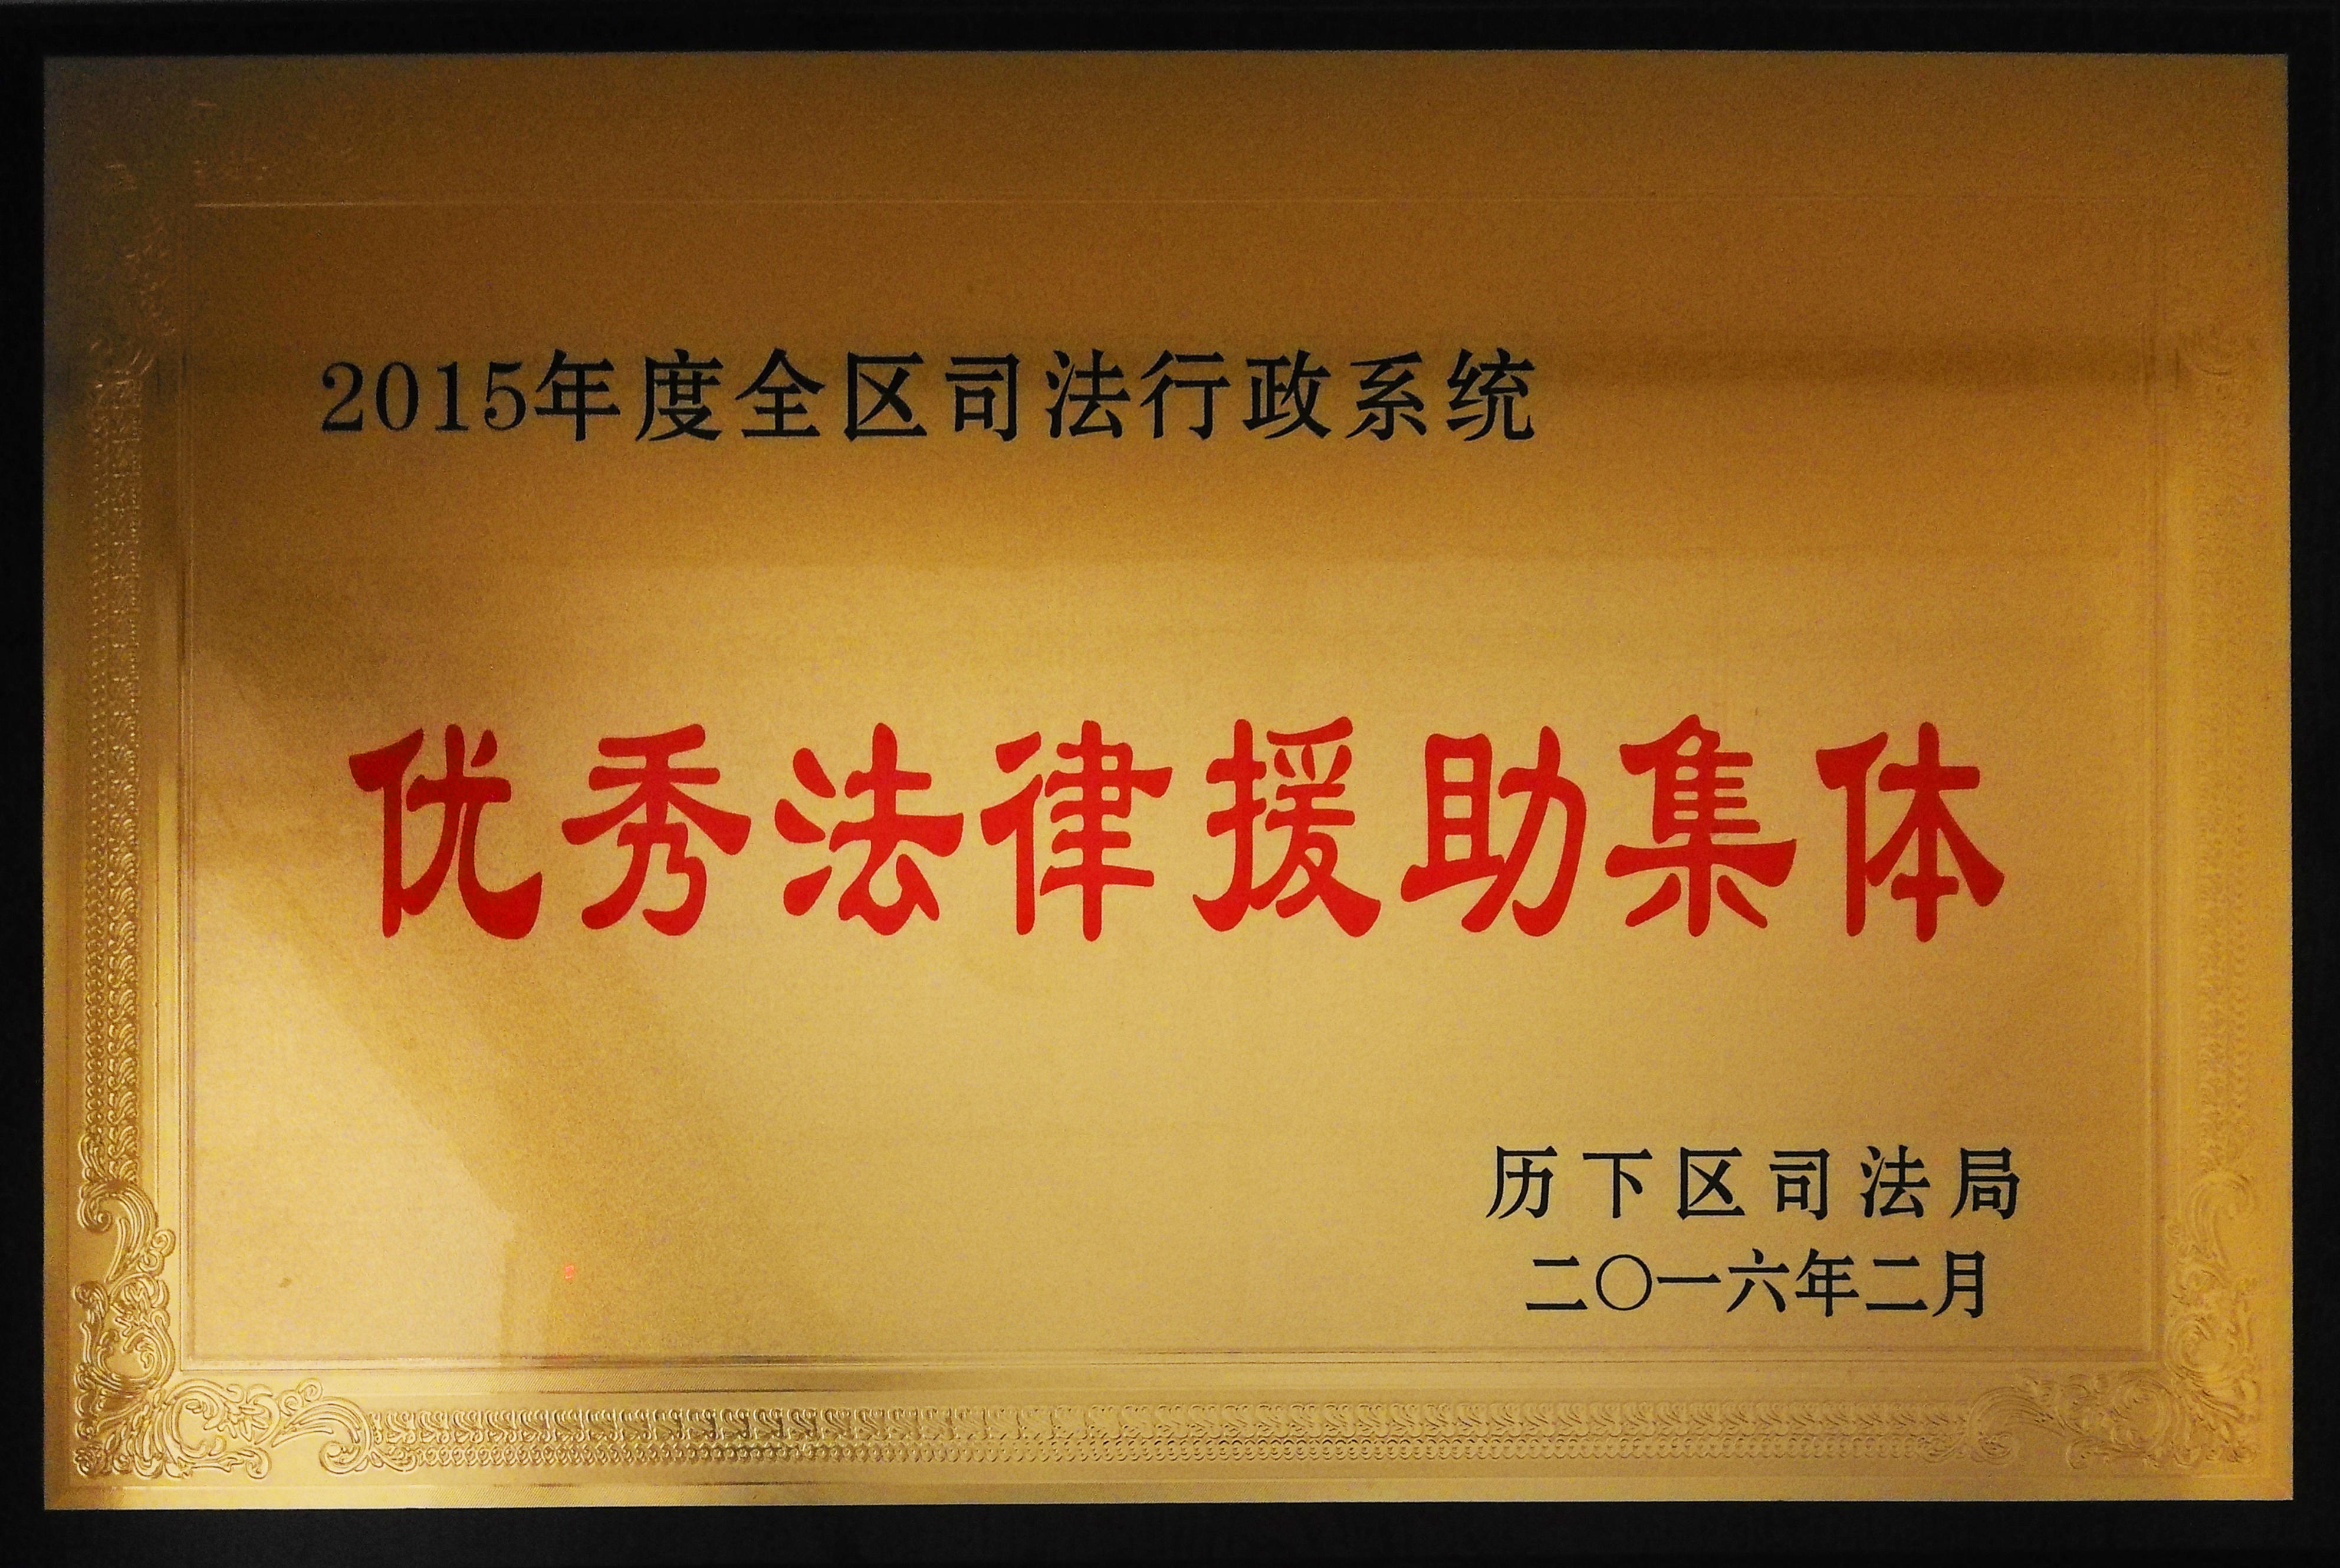 2015年度全区司法行政系统
优秀法律援助集体
历下区司法局
二〇一六年二月